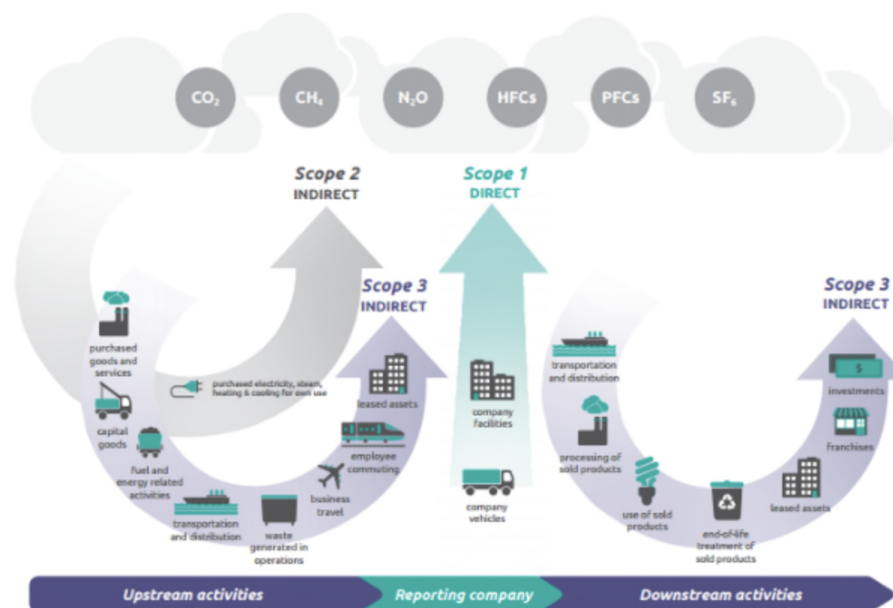 CO₂
CH₄
N₂O
HFCs
PFCs
SF₆
Scope 2
INDIRECT
Scope 1
DIRECT
Scope 3
INDIRECT
Scope 3
INDIRECT
purchased
goods and
services
capital
goods
fuel and
energy related
activities
transportation
and distribution
waste
generated in
operations
business
travel
employee
commuting
leased assets
purchased electricity, steam,
heating & cooling for own use
company
facilities
company
vehicles
transportation
and distribution
processing of
sold products
use of sold
products
end-of-life
treatment of
sold products
leased assets
franchises
$
investments
Upstream activities
Reporting company
Downstream activities